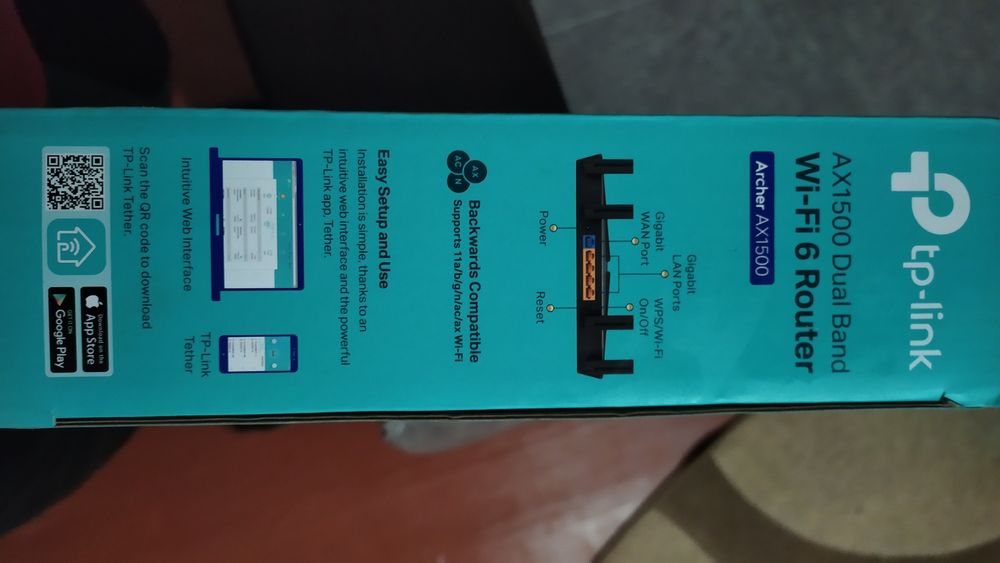 tp-link
AX1500 Dual Band
Wi-Fi 6 Router
Archer AX1500
Gigabit
LAN Ports
Gigabit
WAN Port
WPS/Wi-Fi
On/Off
Power
Reset
AX
AC
N
Backwards Compatible
Supports 11a/b/g/n/ac/ax Wi-Fi
Easy Setup and Use
Installation is simple, thanks to an
intuitive web interface and the powerful
TP-Link app, Tether.
Intuitive Web Interface
TP-Link
Tether
Scan the QR code to download
TP-Link Tether.
Download on the
App Store
GET IT ON
Google Play